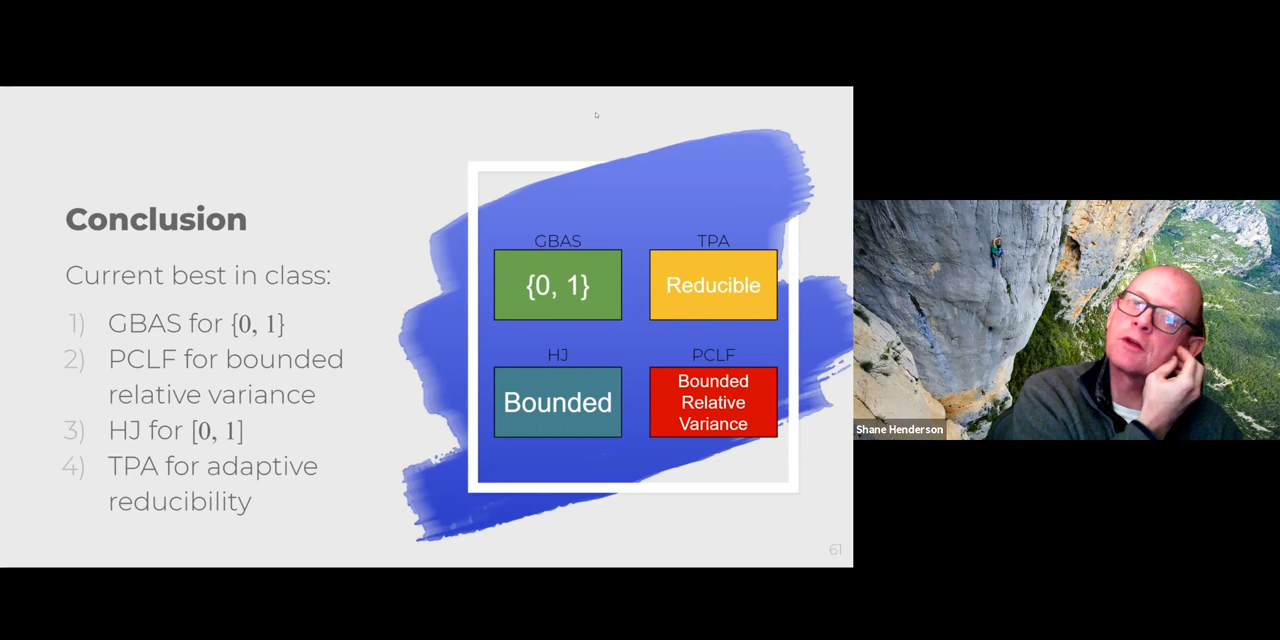 Conclusion
Current best in class:
1) GBAS for {0, 1}
2) PCLF for bounded
relative variance
3) HJ for [0, 1]
4) TPA for adaptive
reducibility
GBAS
{0, 1}
TPA
Reducible
HJ
Bounded
PCLF
Bounded
Relative
Variance
61
Shane Henderson